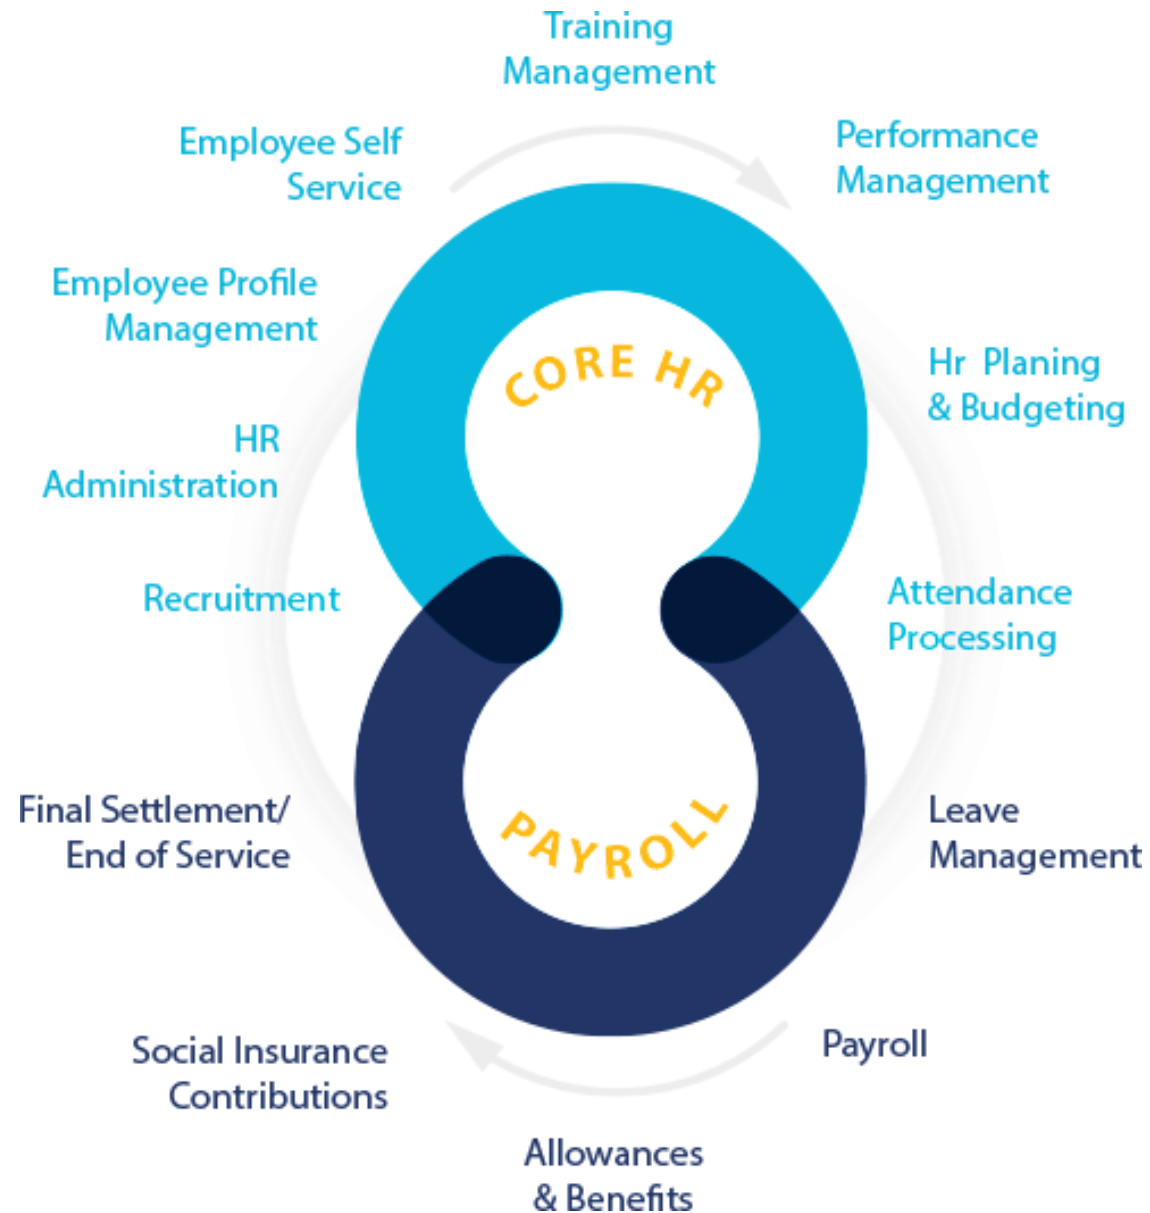 Training
Management
Employee Self
Service
Performance
Management
Employee Profile
Management
CORE HR
Hr Planing
& Budgeting
HR
Administration
Recruitment
Attendance
Processing
PAYROLL
Final Settlement/
End of Service
Leave
Management
Social Insurance
Contributions
Payroll
Allowances
& Benefits